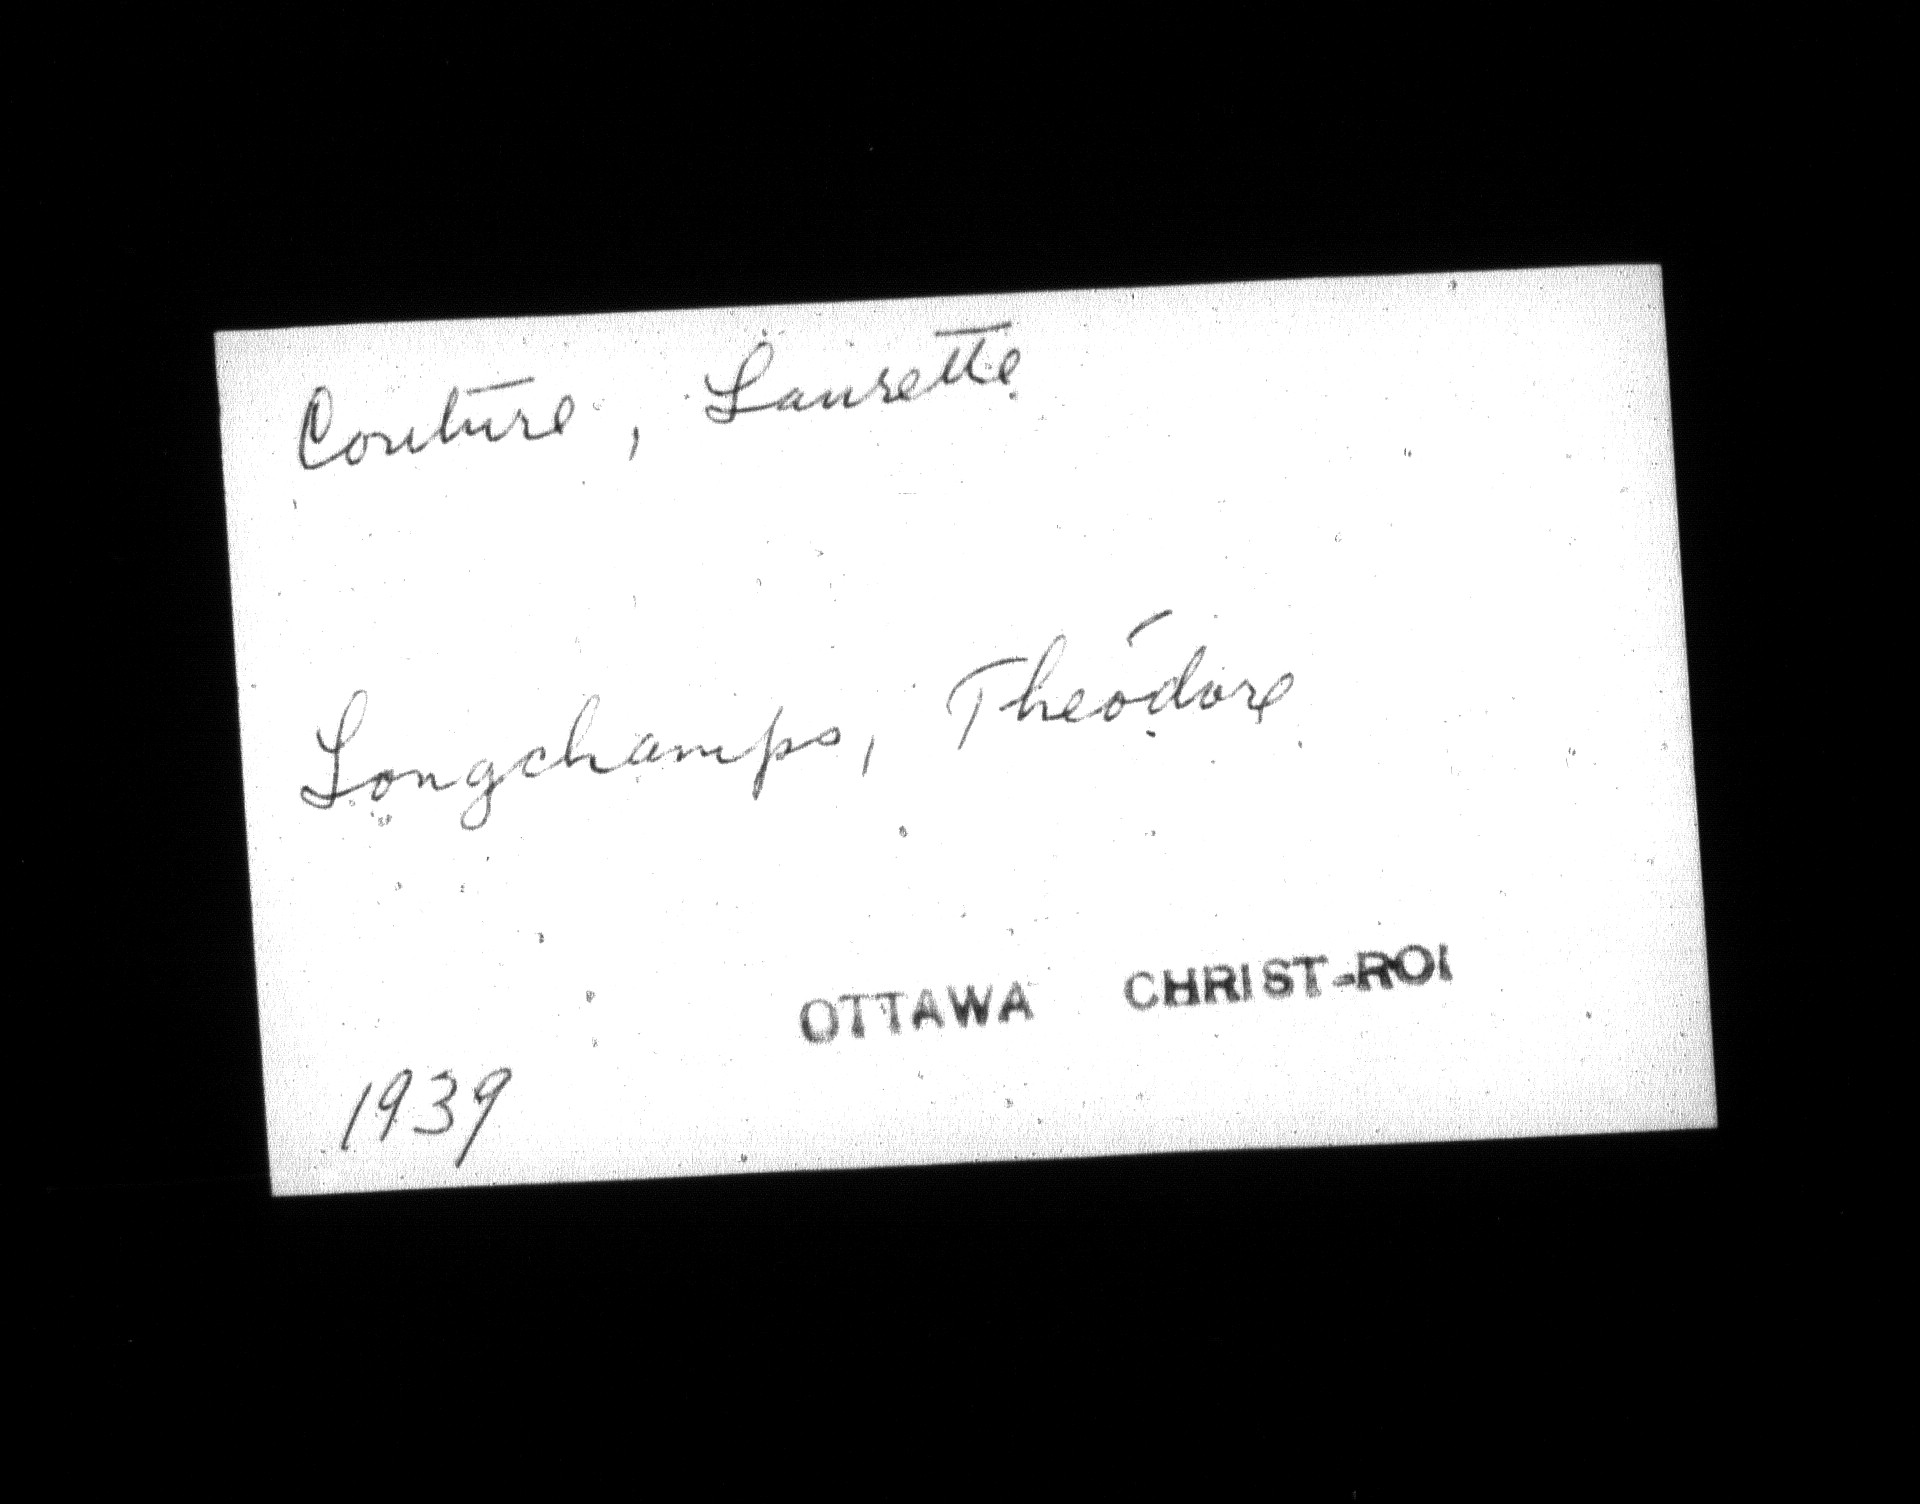 Couture, Laurette
Longchamps, Théodore
OTTAWA CHRIST-ROI
1939